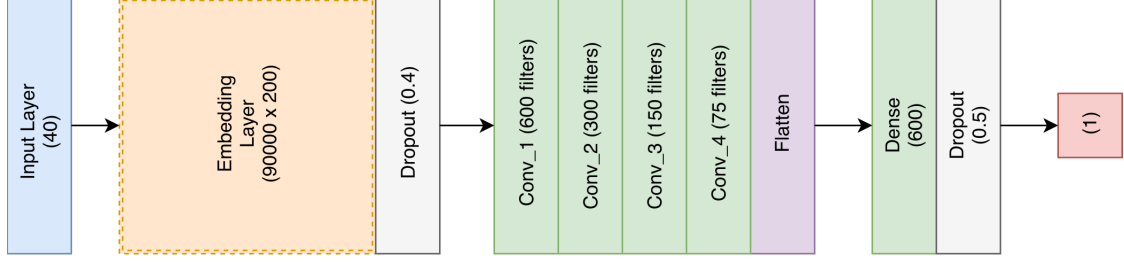 Input Layer
(40)
Embedding
Layer
(90000 x 200)
Dropout (0.4)
Conv_1 (600 filters)
Conv_2 (300 filters)
Conv_3 (150 filters)
Conv_4 (75 filters)
Flatten
Dense
(600)
Dropout
(0.5)
(1)